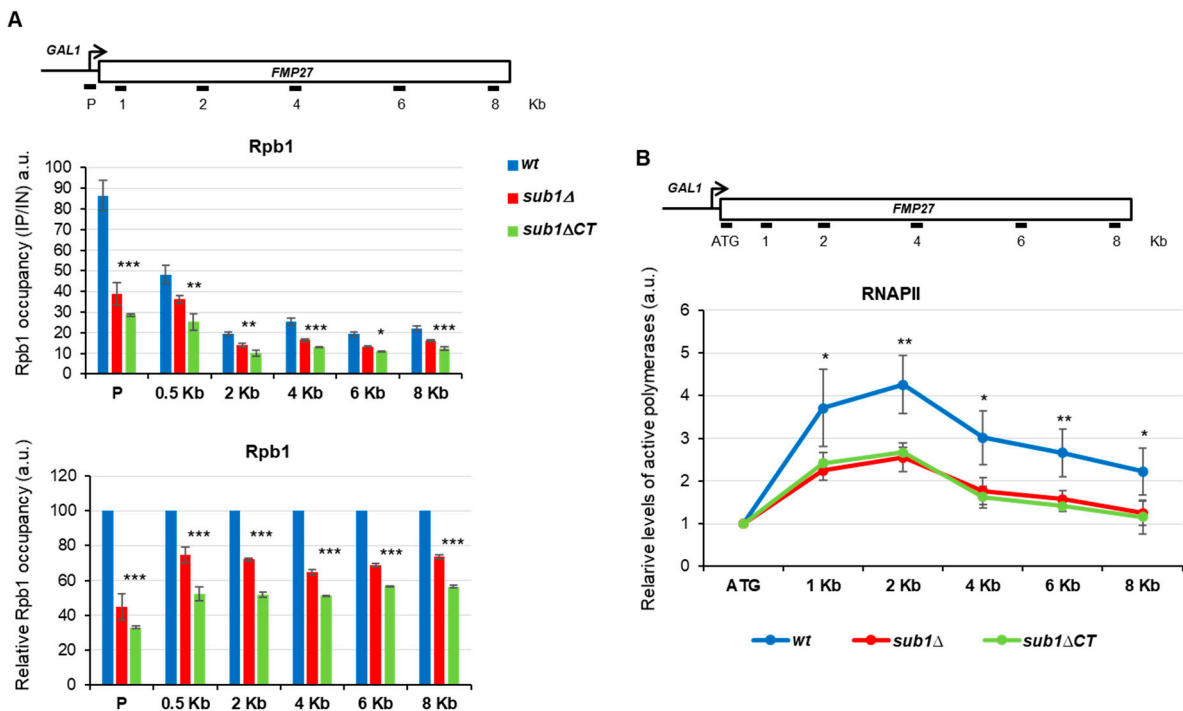 A
GAL1
FMP27
P 1 2 4 6 8 Kb
Rpb1
Rpb1 occupancy (IP/IN) a.u.
100
90
80
70
60
50
40
30
20
10
0
*** ** ** *** * ***
P 0.5 Kb 2 Kb 4 Kb 6 Kb 8 Kb
wt
sub1Δ
sub1ΔCT
Rpb1
Relative Rpb1 occupancy (a.u.)
120
100
80
60
40
20
0
*** *** *** *** *** ***
P 0.5 Kb 2 Kb 4 Kb 6 Kb 8 Kb
B
GAL1
FMP27
ATG 1 2 4 6 8 Kb
RNAPII
Relarive levels of active polymerases (a.u.)
7
6
5
4
3
2
1
0
* ** * ** *
ATG 1 Kb 2 Kb 4 Kb 6 Kb 8 Kb
wt sub1Δ sub1ΔCT